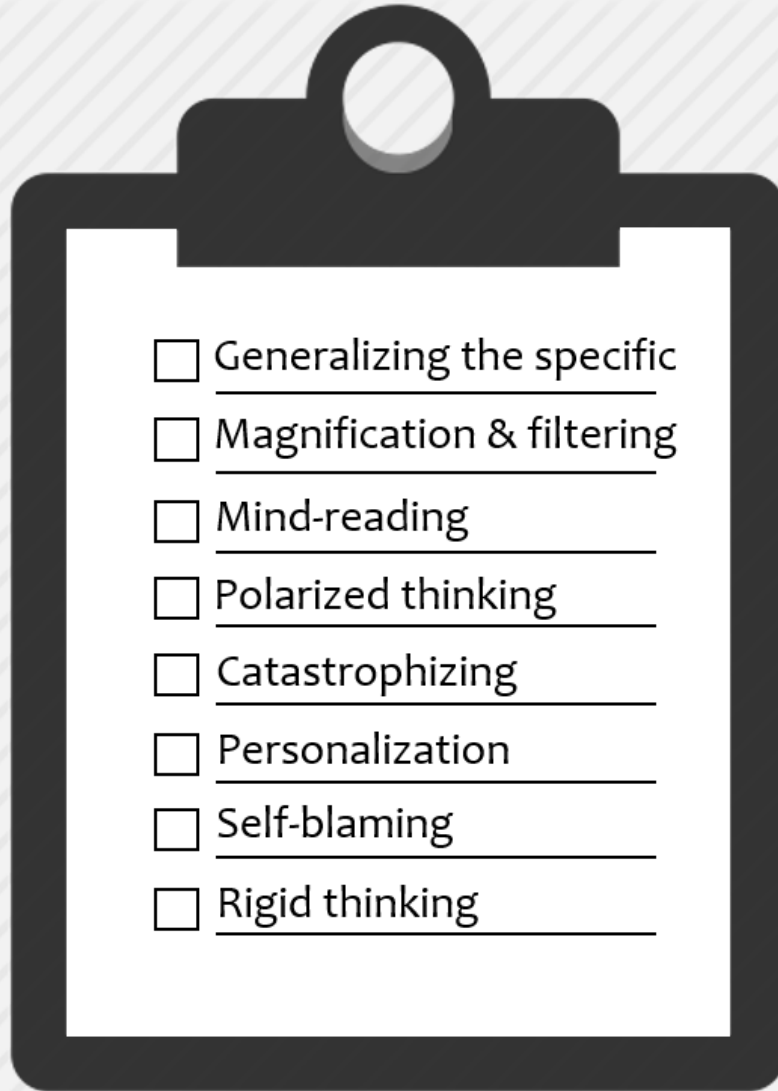 Generalizing the specific
Magnification & filtering
Mind-reading
Polarized thinking
Catastrophizing
Personalization
Self-blaming
Rigid thinking